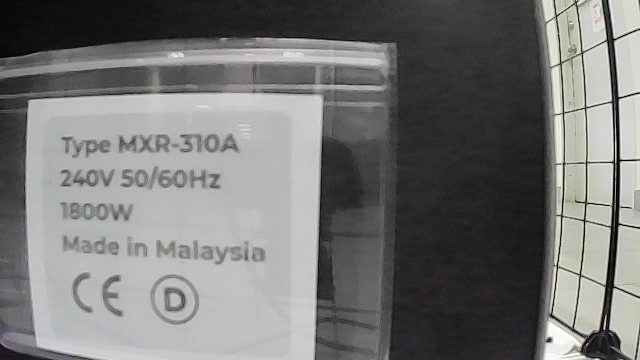 Type MXR-310A
240V 50/60Hz
1800W
Made in Malaysia
CE D